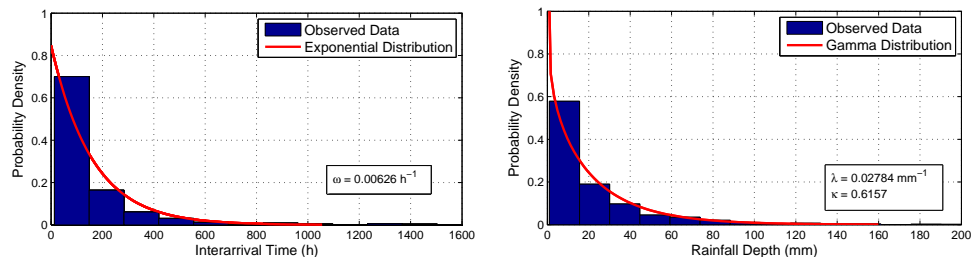 1
0.8
0.6
0.4
0.2
0
Probability Density
0 200 400 600 800 1000 1200 1400 1600
Interarrival Time (h)
Observed Data
Exponential Distribution
ω = 0.00626 h⁻¹
1
0.8
0.6
0.4
0.2
0
Probability Density
0 20 40 60 80 100 120 140 160 180 200
Rainfall Depth (mm)
Observed Data
Gamma Distribution
λ = 0.02784 mm⁻¹
κ = 0.6157